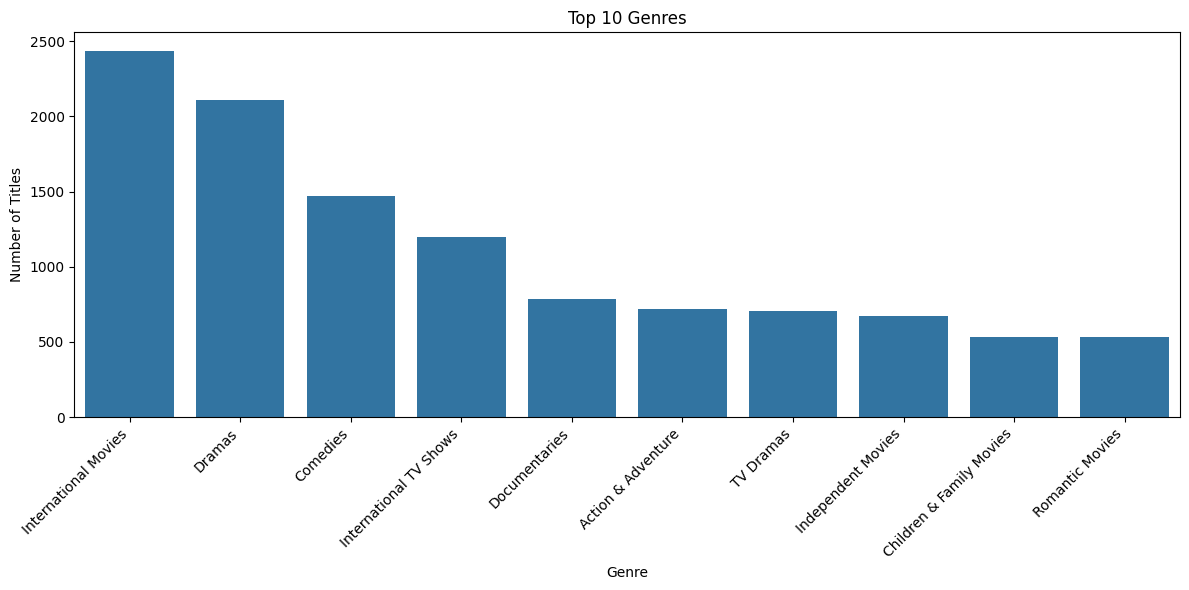 Top 10 Genres
Number of Titles
2500
2000
1500
1000
500
0
International Movies
Dramas
Comedies
International TV Shows
Documentaries
Action & Adventure
TV Dramas
Independent Movies
Children & Family Movies
Romantic Movies
Genre